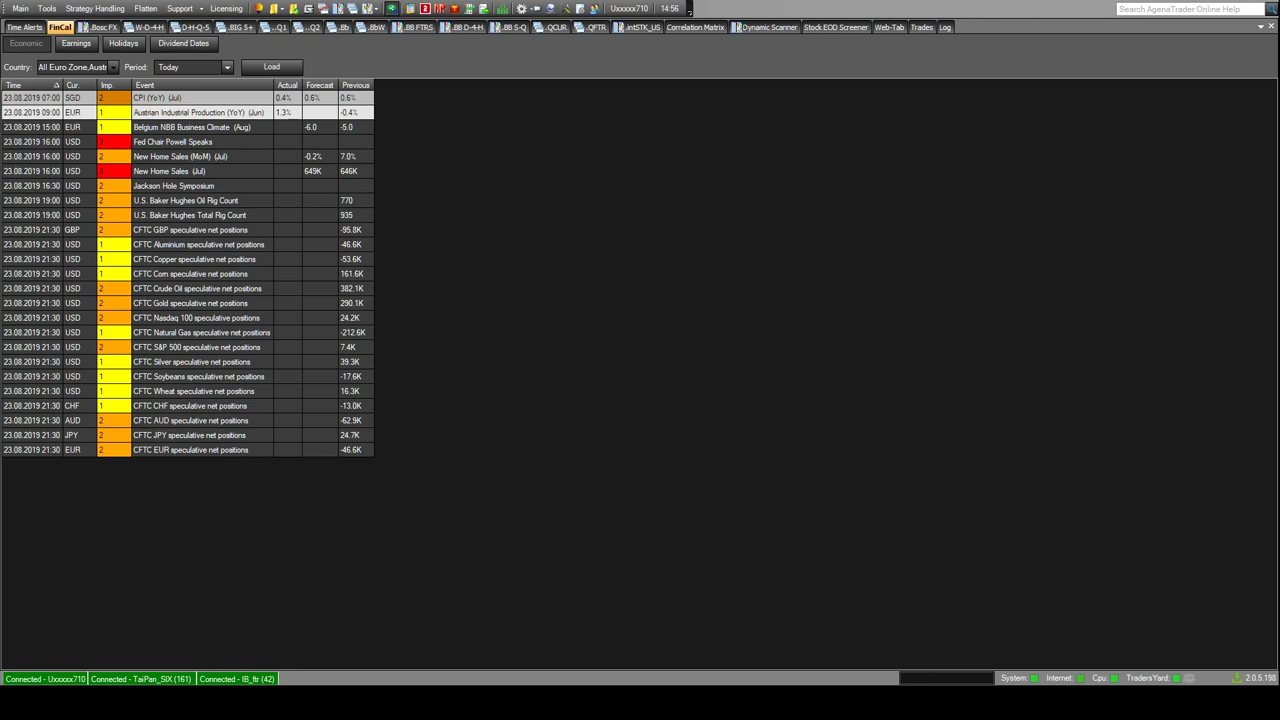 Main Tools Strategy Handling Flatten Support Licensing Uxxxxx710 14:56 Search AgenaTrader Online Help
Time Alerts FinCal .Bosc FX W-D-4-H D-H-Q-5 .BIG 5+ ..Q1 ..Q2 .Bb .BbW .BB FTRS .BB D-4-H .BB S-Q .QCUR .QFTR .intSTK_US Correlation Matrix Dynamic Scanner Stock EOD Screener Web-Tab Trades Log
Economic Earnings Holidays Dividend Dates
Country: All Euro Zone,Austr Period: Today Load
Time Cur. Imp. Event Actual Forecast Previous
23.08.2019 07:00 SGD 2 CPI (YoY) (Jul) 0.4% 0.6% 0.6%
23.08.2019 09:00 EUR 1 Austrian Industrial Production (YoY) (Jun) 1.3% -0.4%
23.08.2019 15:00 EUR 1 Belgium NBB Business Climate (Aug) -6.0 -5.0
23.08.2019 16:00 USD 3 Fed Chair Powell Speaks
23.08.2019 16:00 USD 2 New Home Sales (MoM) (Jul) -0.2% 7.0%
23.08.2019 16:00 USD 3 New Home Sales (Jul) 649K 646K
23.08.2019 16:30 USD 2 Jackson Hole Symposium
23.08.2019 19:00 USD 2 U.S. Baker Hughes Oil Rig Count 770
23.08.2019 19:00 USD 2 U.S. Baker Hughes Total Rig Count 935
23.08.2019 21:30 GBP 2 CFTC GBP speculative net positions -95.8K
23.08.2019 21:30 USD 1 CFTC Aluminium speculative net positions -46.6K
23.08.2019 21:30 USD 1 CFTC Copper speculative net positions -53.6K
23.08.2019 21:30 USD 1 CFTC Corn speculative net positions 161.6K
23.08.2019 21:30 USD 2 CFTC Crude Oil speculative net positions 382.1K
23.08.2019 21:30 USD 2 CFTC Gold speculative net positions 290.1K
23.08.2019 21:30 USD 2 CFTC Nasdaq 100 speculative net positions 24.2K
23.08.2019 21:30 USD 1 CFTC Natural Gas speculative net positions -212.6K
23.08.2019 21:30 USD 2 CFTC S&P 500 speculative net positions 7.4K
23.08.2019 21:30 USD 1 CFTC Silver speculative net positions 39.3K
23.08.2019 21:30 USD 1 CFTC Soybeans speculative net positions -17.6K
23.08.2019 21:30 USD 1 CFTC Wheat speculative net positions 16.3K
23.08.2019 21:30 CHF 1 CFTC CHF speculative net positions -13.0K
23.08.2019 21:30 AUD 2 CFTC AUD speculative net positions -62.9K
23.08.2019 21:30 JPY 2 CFTC JPY speculative net positions 24.7K
23.08.2019 21:30 EUR 2 CFTC EUR speculative net positions -46.6K
Connected - Uxxxxx710 Connected - TaiPan_SIX (161) Connected - IB_ftr (42) System: Internet: Cpu: TradersYard: 2.0.5.198